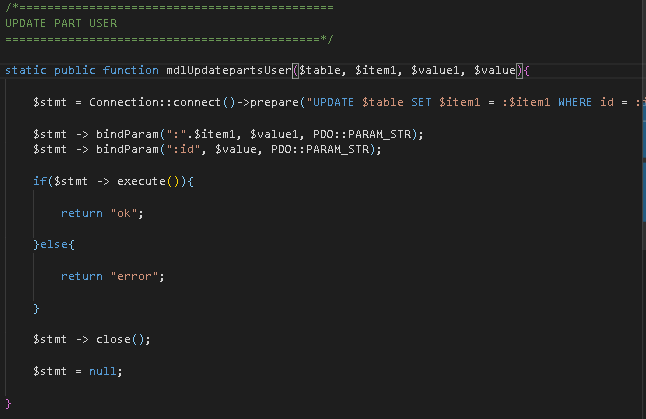 /*=============================================
UPDATE PART USER
=============================================*/
static public function mdlUpdatepartsUser($table, $item1, $value1, $value){
$stmt = Connection::connect()->prepare("UPDATE $table SET $item1 = :$item1 WHERE id = :i
$stmt -> bindParam(":".$item1, $value1, PDO::PARAM_STR);
$stmt -> bindParam(":id", $value, PDO::PARAM_STR);
if($stmt -> execute()){
return "ok";
}else{
return "error";
}
$stmt -> close();
$stmt = null;
}